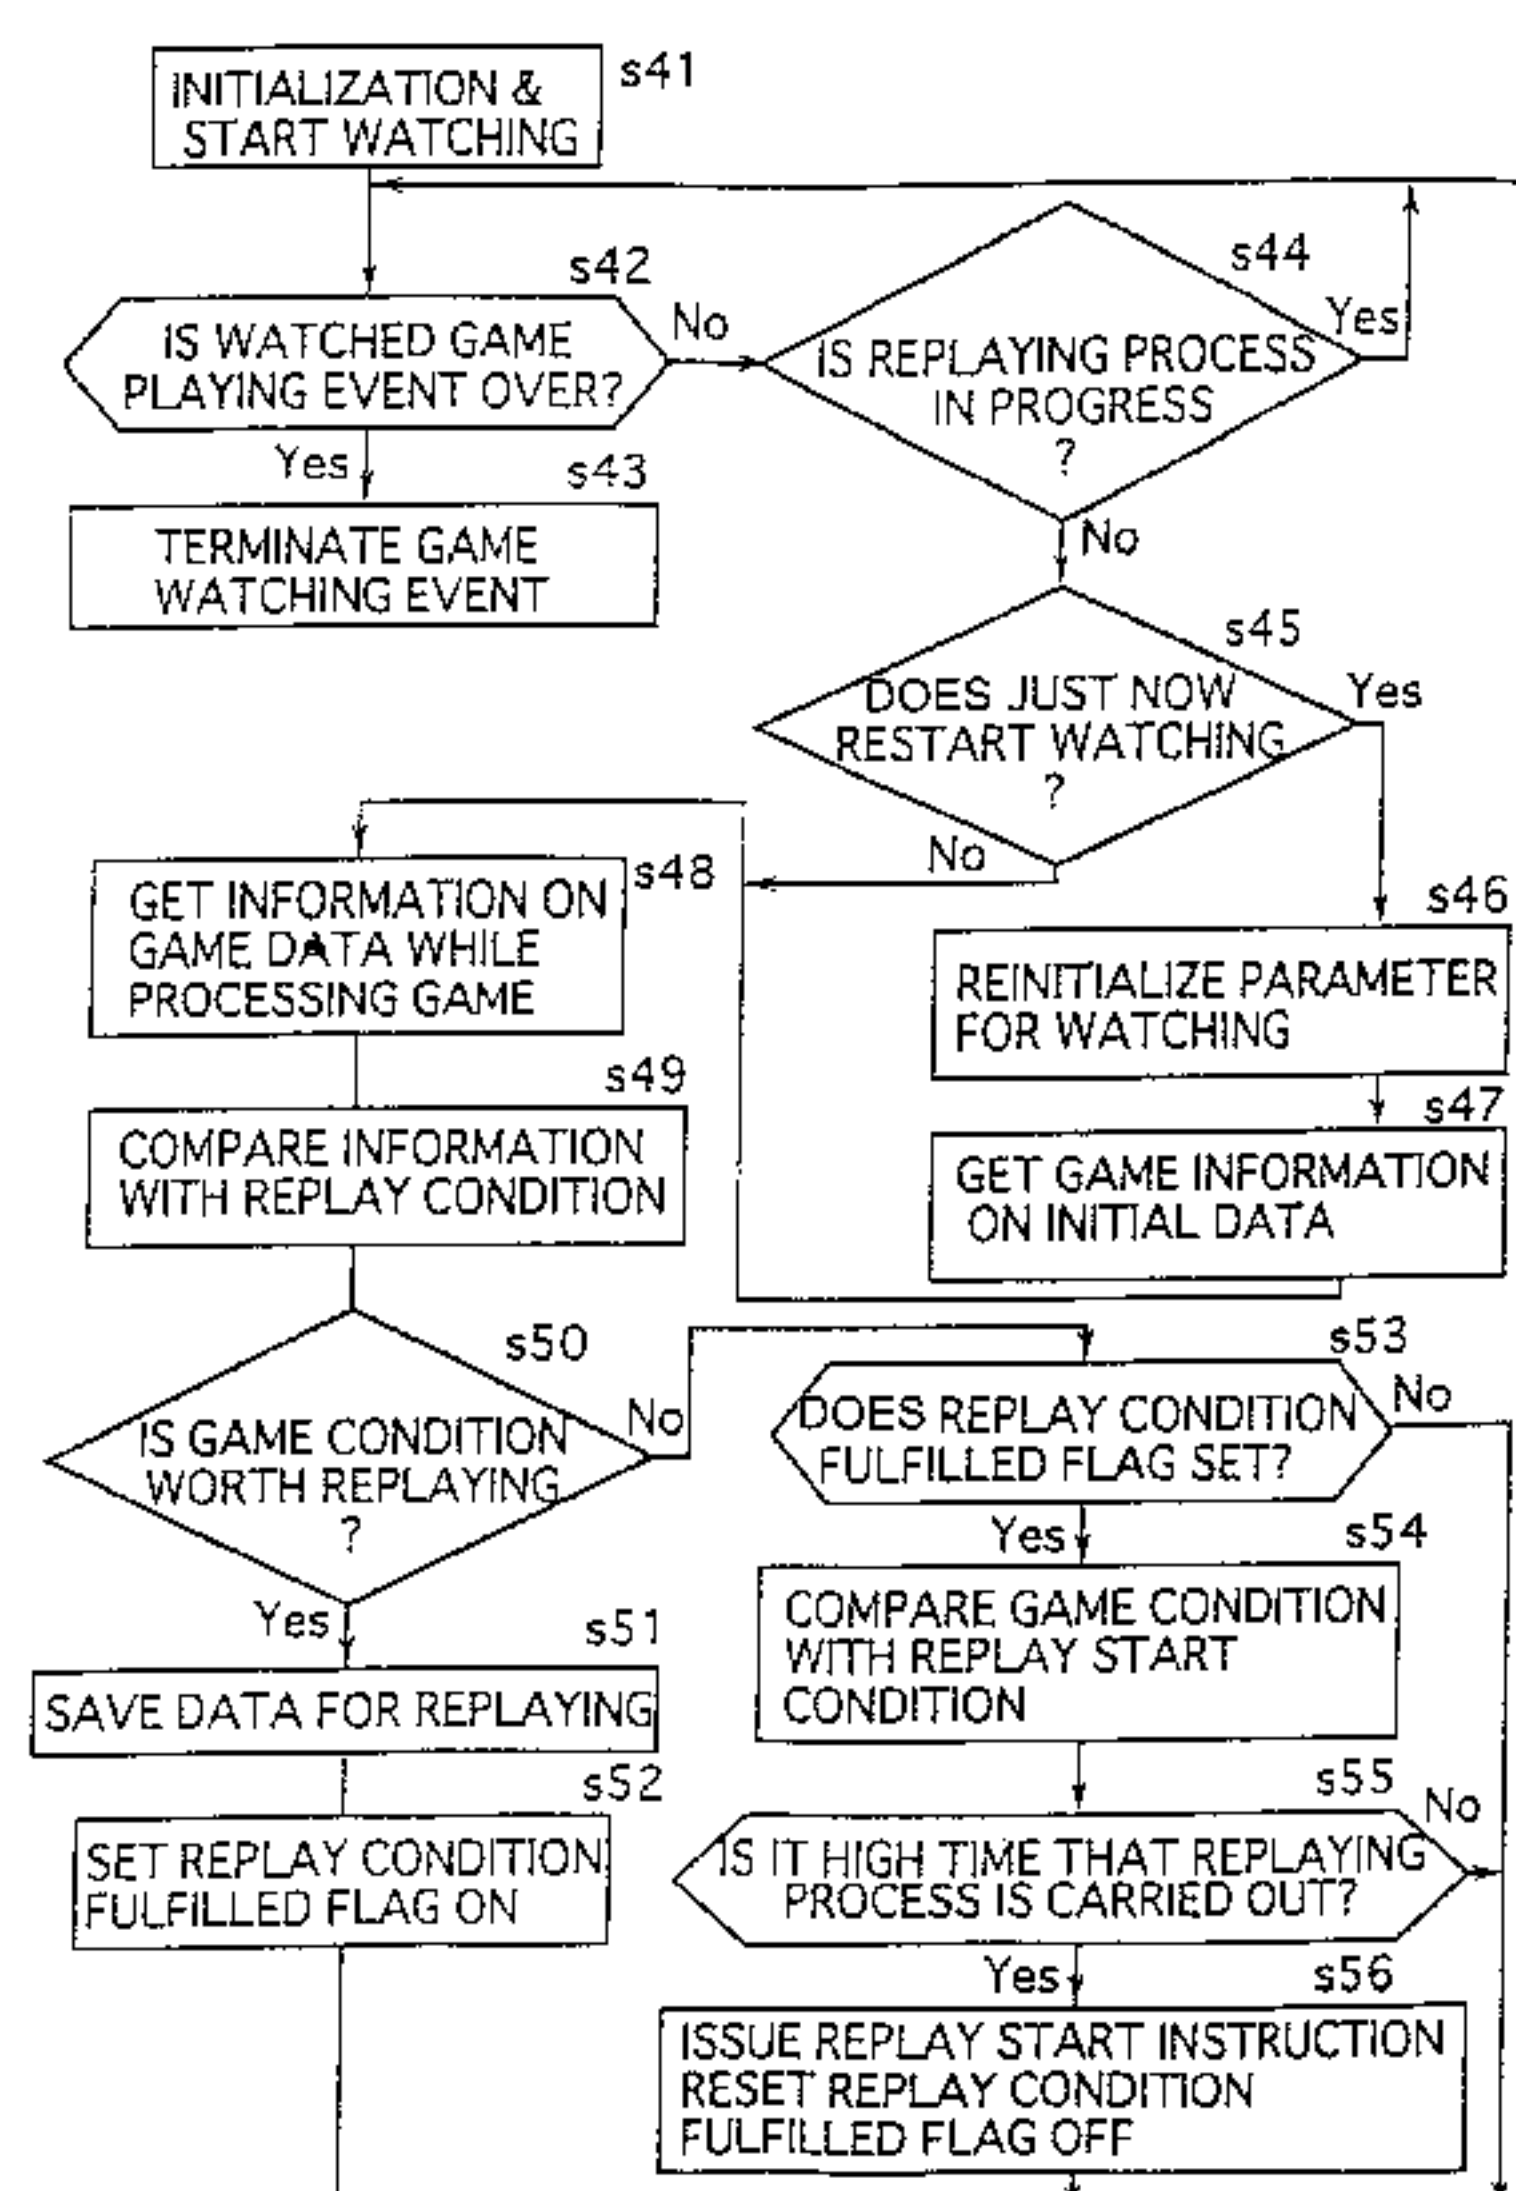 s41
INITIALIZATION &
START WATCHING
s42
IS WATCHED GAME
PLAYING EVENT OVER?
No
Yes
s43
TERMINATE GAME
WATCHING EVENT
s44
IS REPLAYING PROCESS
IN PROGRESS
?
Yes
No
s45
DOES JUST NOW
RESTART WATCHING
?
Yes
No
s46
REINITIALIZE PARAMETER
FOR WATCHING
s47
GET GAME INFORMATION
ON INITIAL DATA
s48
GET INFORMATION ON
GAME DATA WHILE
PROCESSING GAME
s49
COMPARE INFORMATION
WITH REPLAY CONDITION
s50
IS GAME CONDITION
WORTH REPLAYING
?
No
Yes
s51
SAVE DATA FOR REPLAYING
s52
SET REPLAY CONDITION
FULFILLED FLAG ON
s53
DOES REPLAY CONDITION
FULFILLED FLAG SET?
No
Yes
s54
COMPARE GAME CONDITION
WITH REPLAY START
CONDITION
s55
IS IT HIGH TIME THAT REPLAYING
PROCESS IS CARRIED OUT?
No
Yes
s56
ISSUE REPLAY START INSTRUCTION
RESET REPLAY CONDITION
FULFILLED FLAG OFF